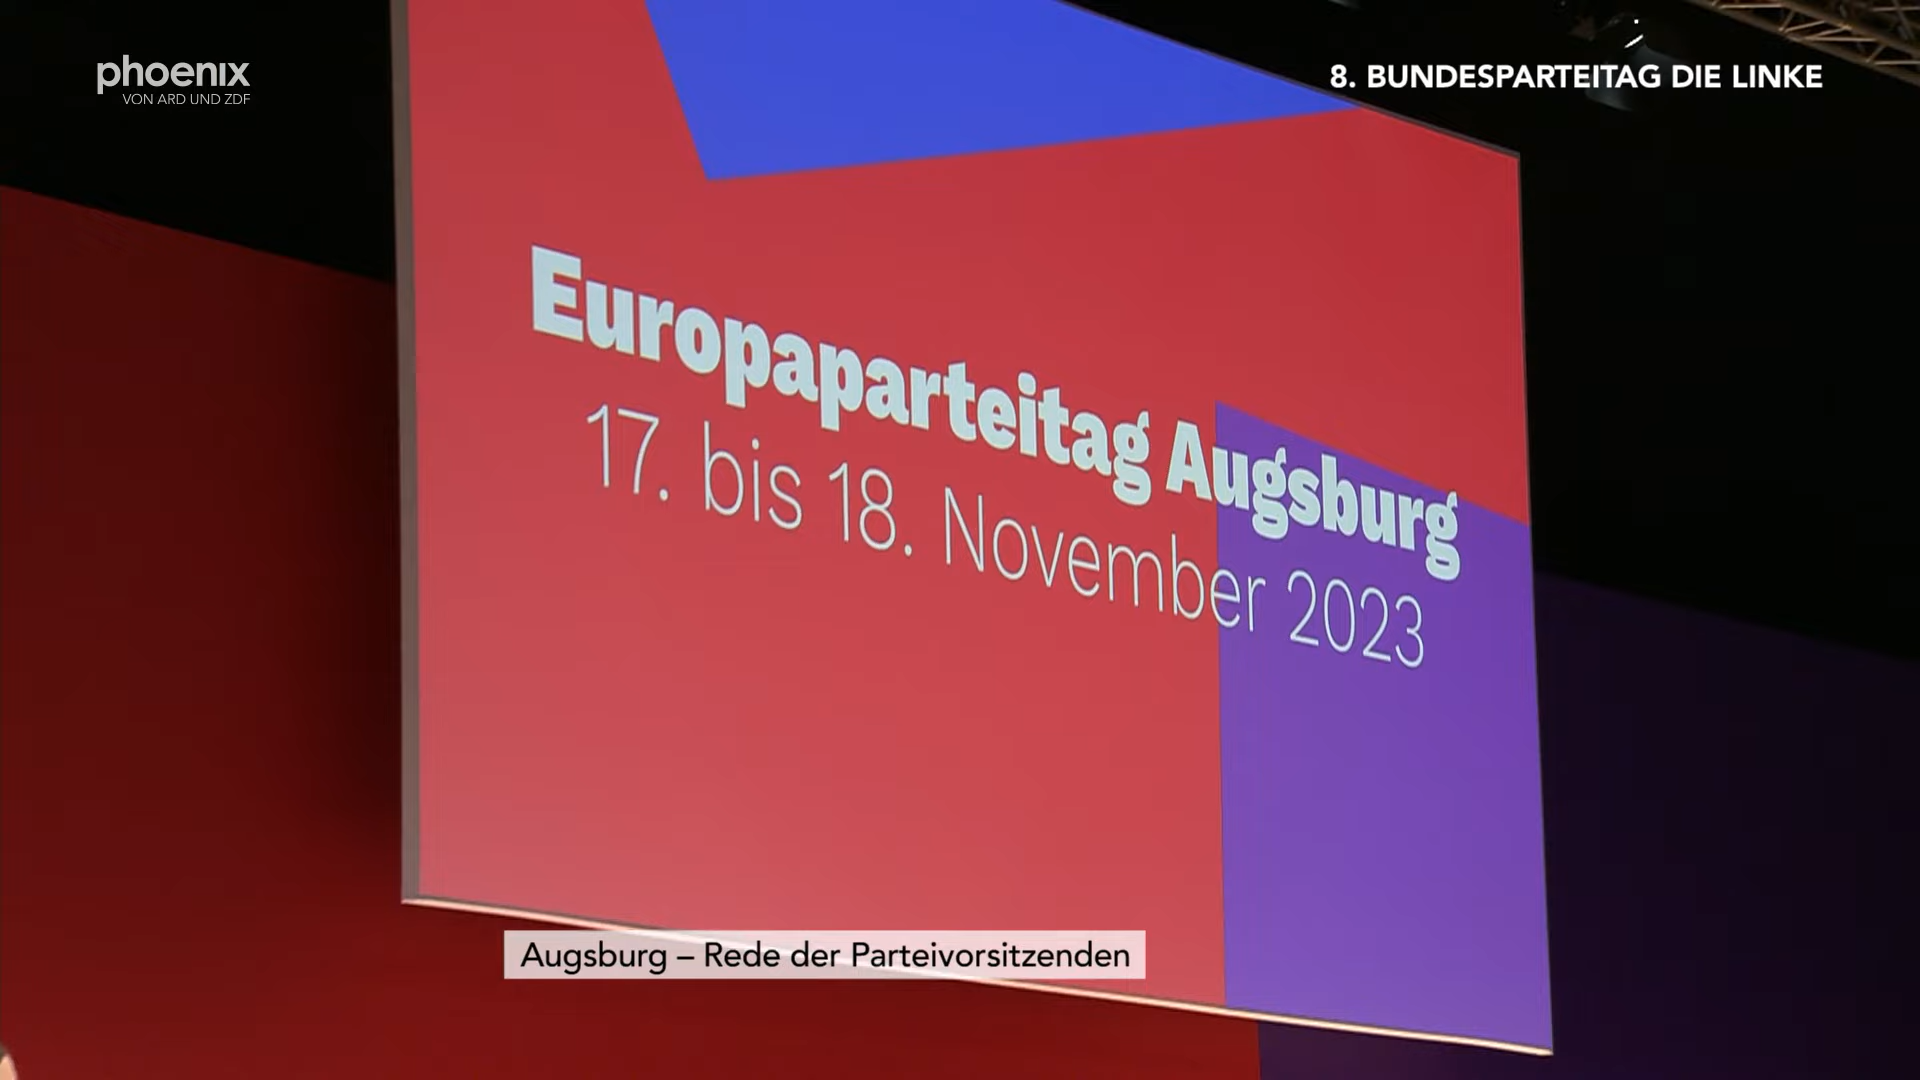 phoenix
VON ARD UND ZDF
8. BUNDESPARTEITAG DIE LINKE
Europaparteitag Augsburg
17. bis 18. November 2023
Augsburg – Rede der Parteivorsitzenden